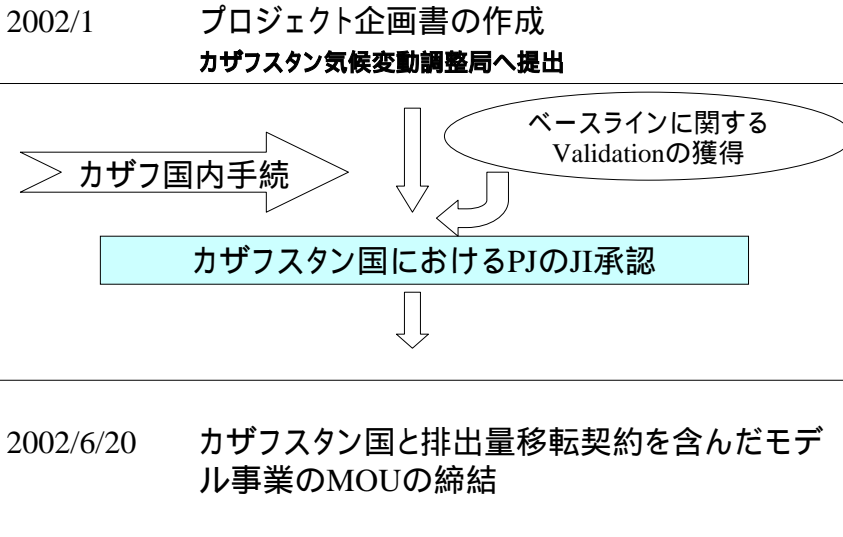 2002/1 プロジェクト企画書の作成
カザフスタン気候変動調整局へ提出
ベースラインに関する
Validationの獲得
カザフ国内手続
カザフスタン国におけるPJのJI承認
2002/6/20 カザフスタン国と排出量移転契約を含んだモデ
ル事業のMOUの締結